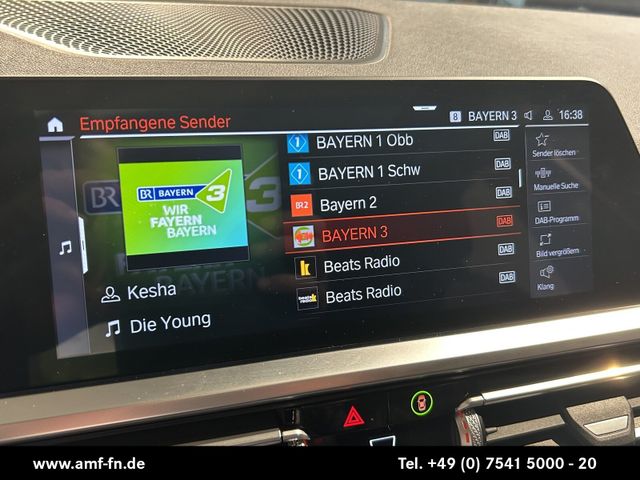 Empfangene Sender
8 BAYERN 3 16:38
BR BAYERN 3
WIR
FAYERN
BAYERN
Kesha
Die Young
1 BAYERN 1 Obb DAB
1 BAYERN 1 Schw DAB
BR2 Bayern 2 DAB
BAYERN 3 DAB
Beats Radio DAB
Beats Radio DAB
Sender löschen
Manuelle Suche
DAB-Programm
Bild vergrößern
Klang
www.amf-fn.de
Tel. +49 (0) 7541 5000 - 20